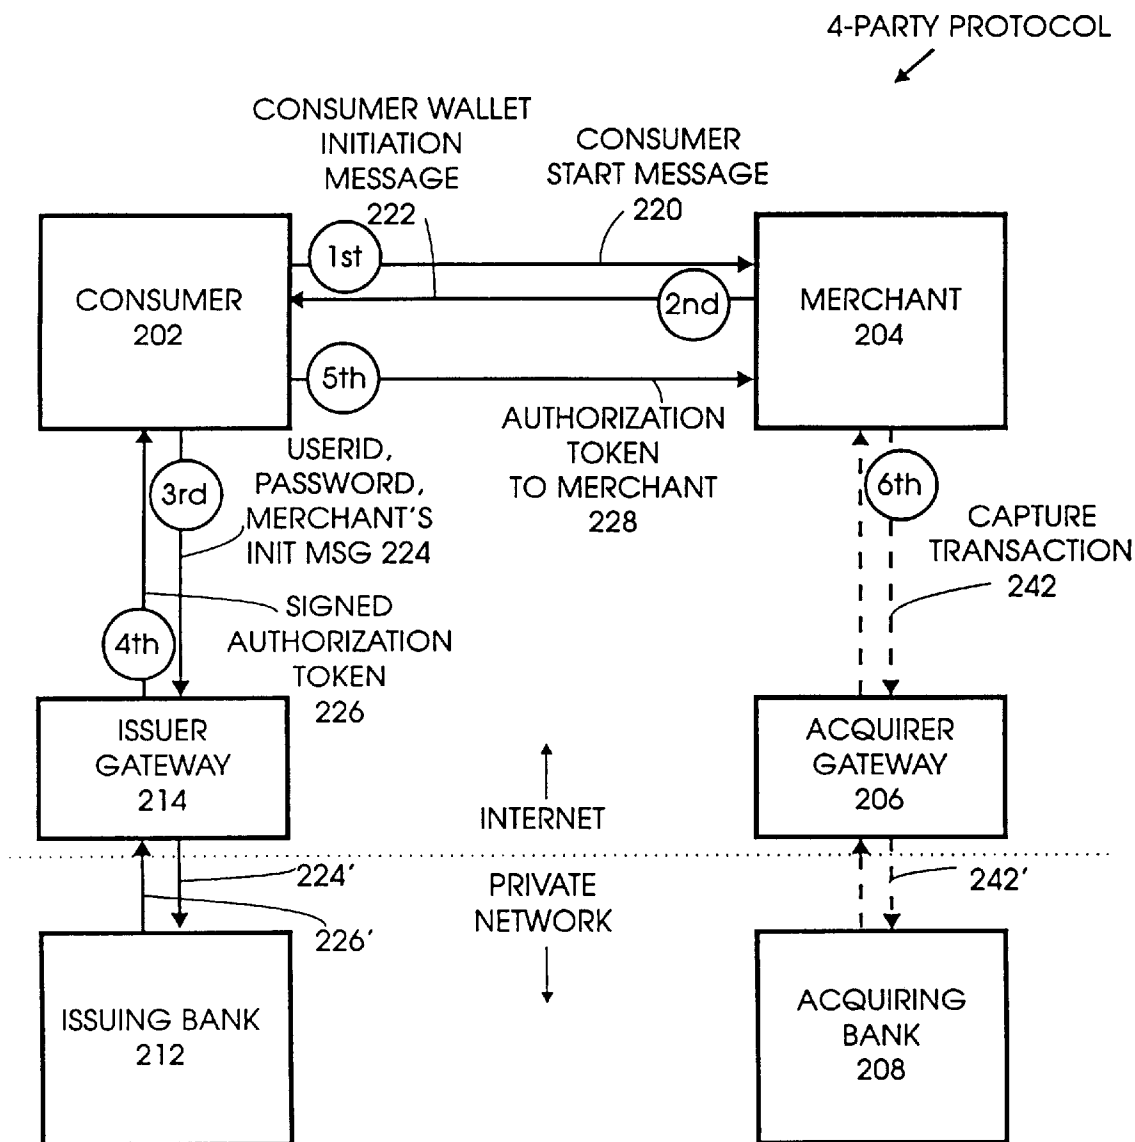 4-PARTY PROTOCOL
CONSUMER WALLET
INITIATION
MESSAGE
222
CONSUMER
START MESSAGE
220
1st
2nd
CONSUMER
202
MERCHANT
204
5th
AUTHORIZATION
TOKEN
TO MERCHANT
228
USERID,
PASSWORD,
MERCHANT'S
INIT MSG 224
3rd
6th
CAPTURE
TRANSACTION
242
4th
SIGNED
AUTHORIZATION
TOKEN
226
ISSUER
GATEWAY
214
ACQUIRER
GATEWAY
206
INTERNET
PRIVATE
NETWORK
224'
226'
242'
ISSUING BANK
212
ACQUIRING
BANK
208